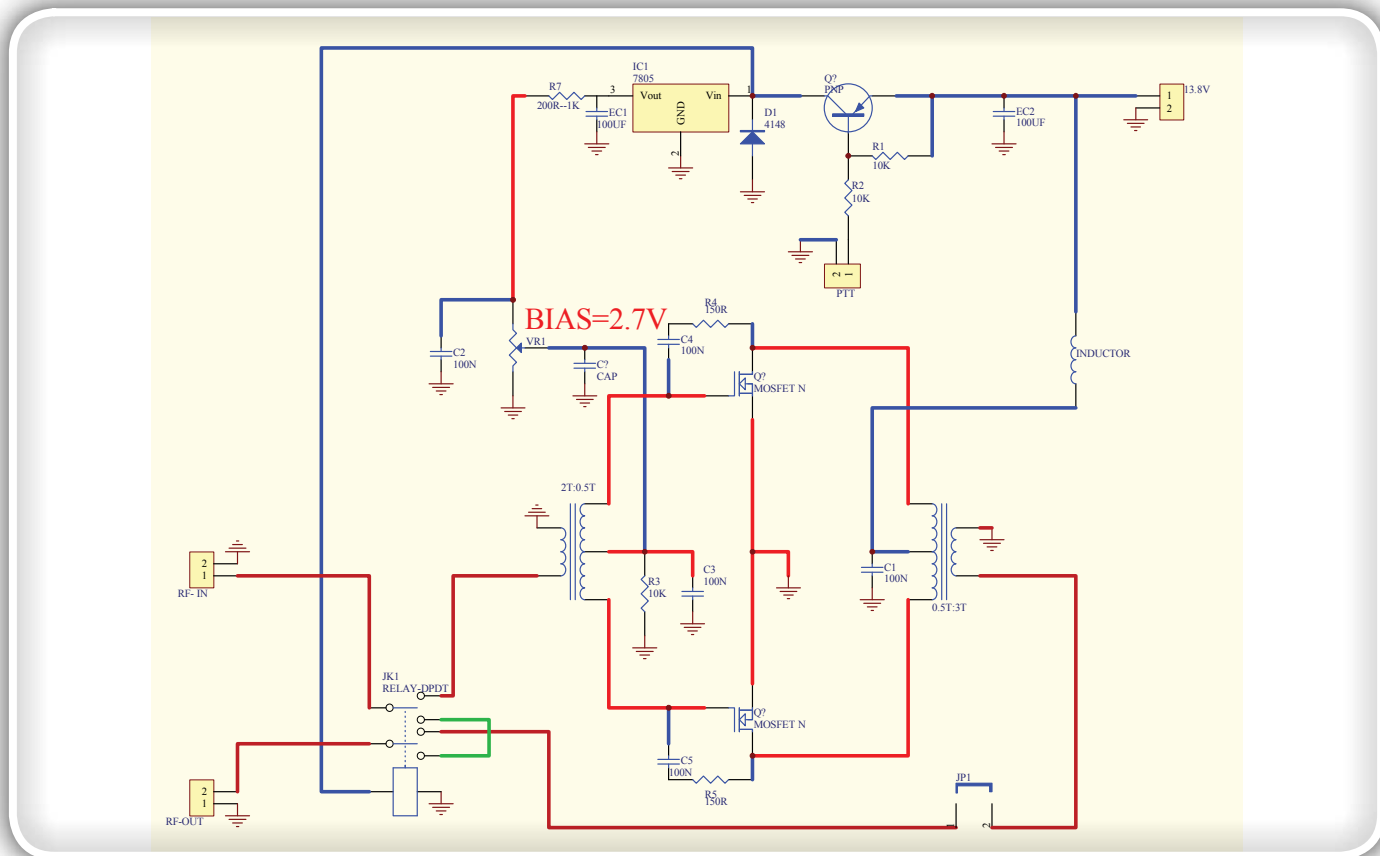 IC1
7805
Q?
PNP
R7
200R--1K
3
Vout
Vin
1
GND
2
EC1
100UF
D1
4148
EC2
100UF
1
2
13.8V
R1
10K
R2
10K
2
1
PTT
BIAS=2.7V
R4
150R
VR1
C2
100N
C4
100N
C?
CAP
Q?
MOSFET N
INDUCTOR
2T:0.5T
2
1
RF- IN
R3
10K
C3
100N
C1
100N
0.5T:3T
JK1
RELAY-DPDT
Q?
MOSFET N
C5
100N
R5
150R
2
1
RF-OUT
JP1
1
2